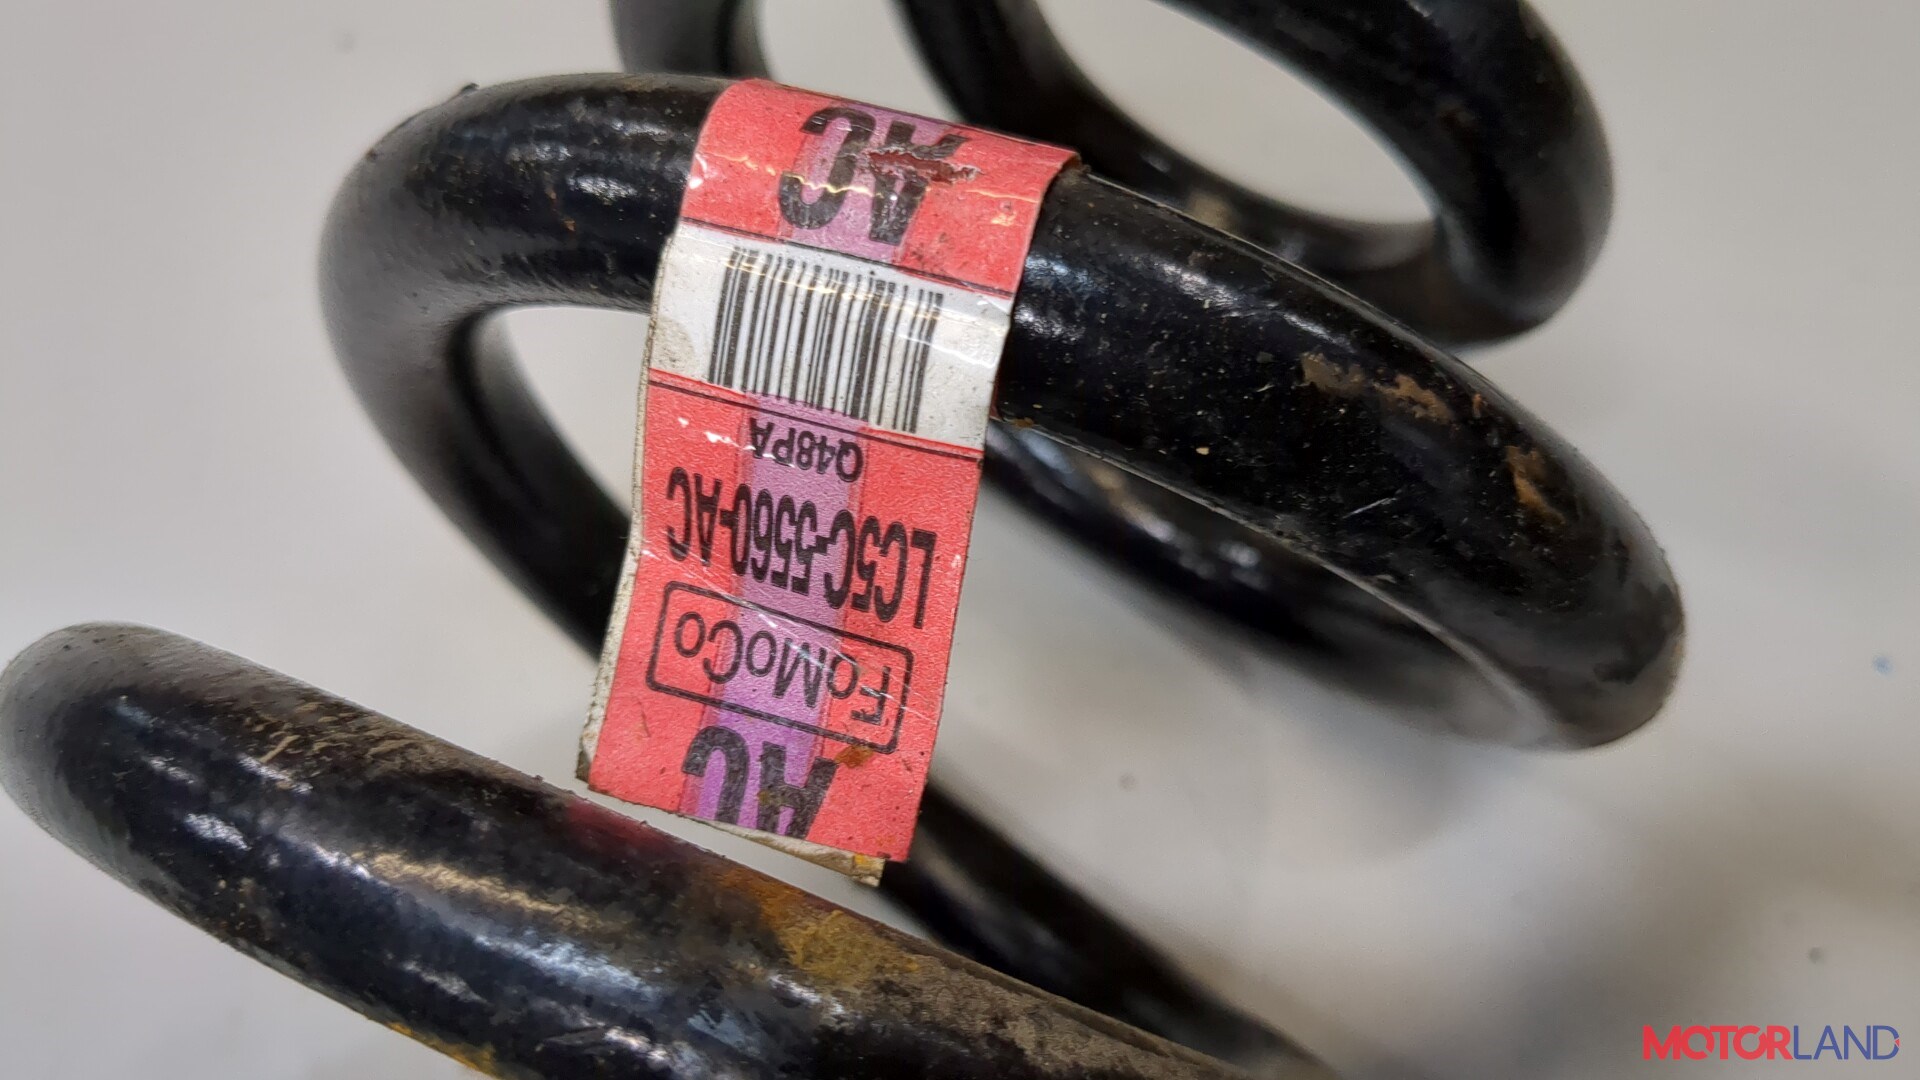 AC
FoMoCo
LC5C-5560-AC
Q48PA
AC
MOTORLAND